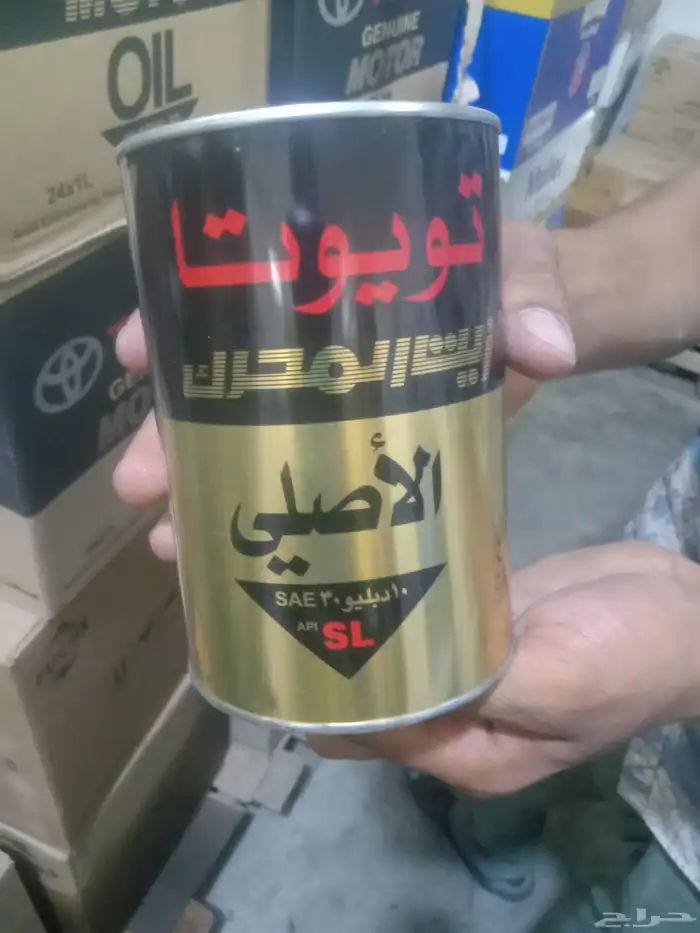 OIL
24x1L
GENUINE
MOTOR
تويوتا
زيت المحرك
الأصلي
SAE ١٠دبليو٣٠
API SL
حراج